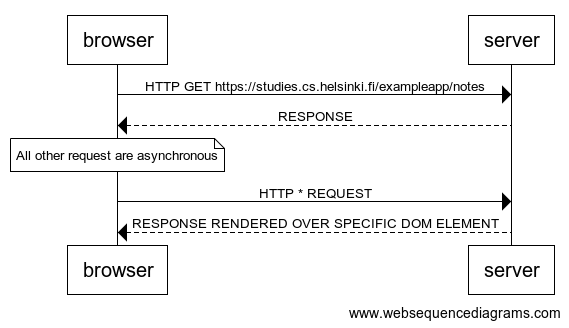 browser
server
HTTP GET https://studies.cs.helsinki.fi/exampleapp/notes
RESPONSE
All other request are asynchronous
HTTP * REQUEST
RESPONSE RENDERED OVER SPECIFIC DOM ELEMENT
browser
server
www.websequencediagrams.com